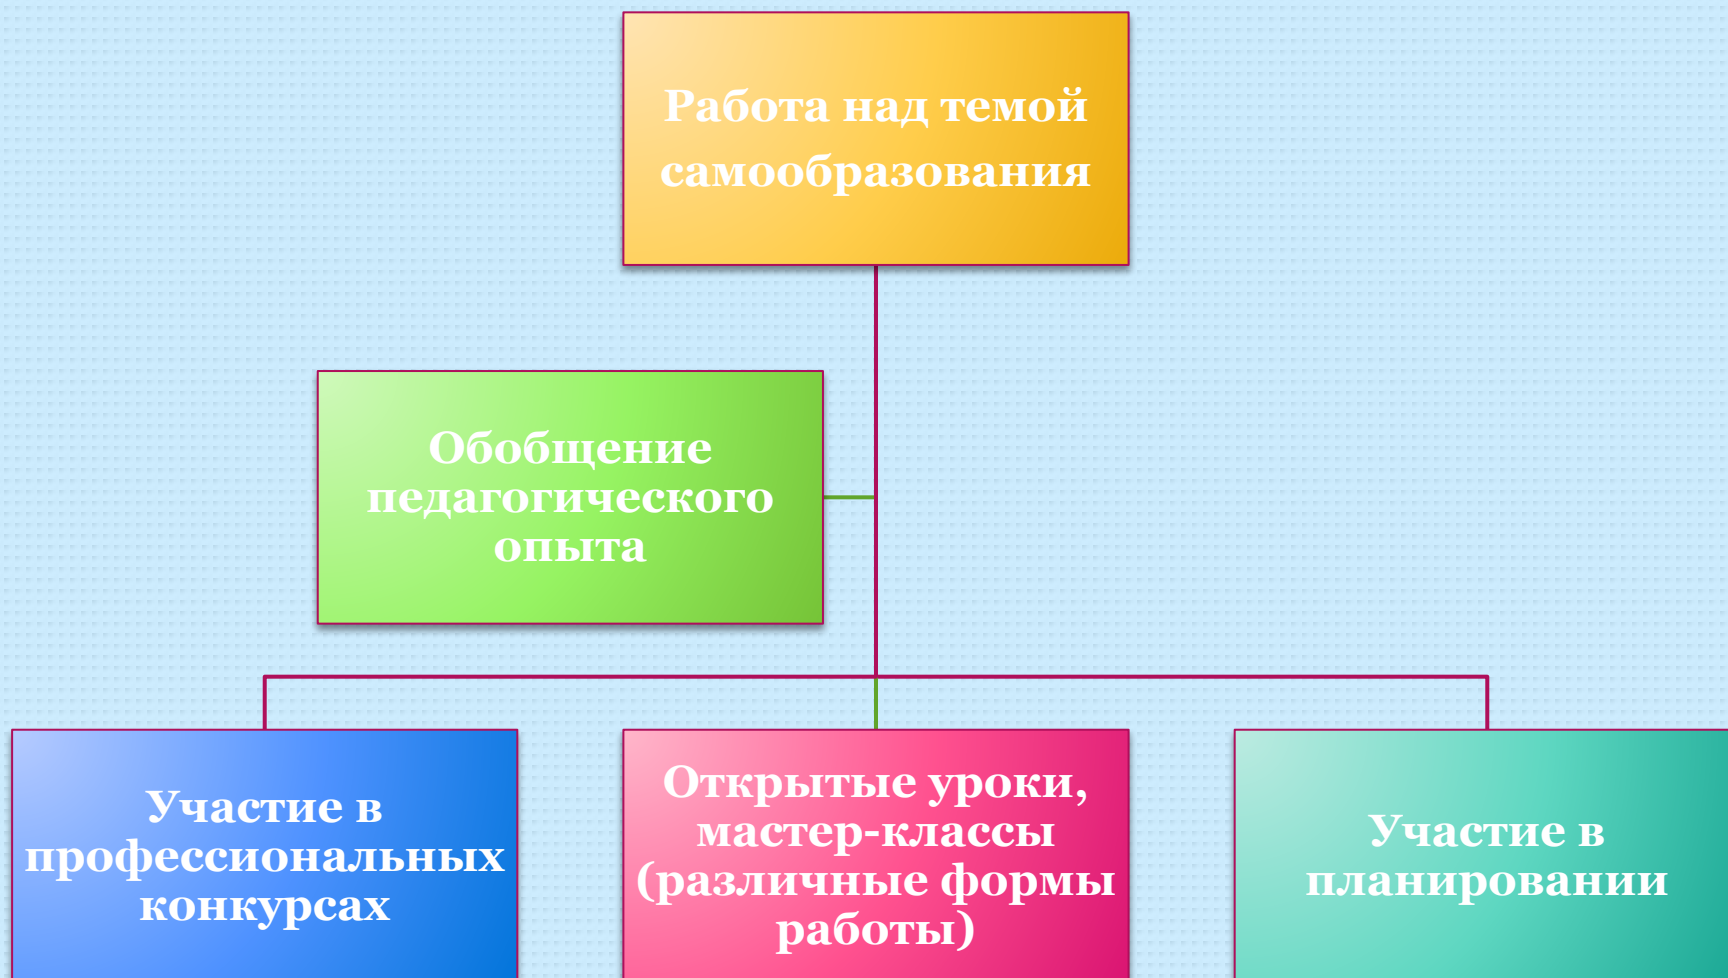 Работа над темой
самообразования
Обобщение
педагогического
опыта
Участие в
профессиональных
конкурсах
Открытые уроки,
мастер-классы
(различные формы
работы)
Участие в
планировании